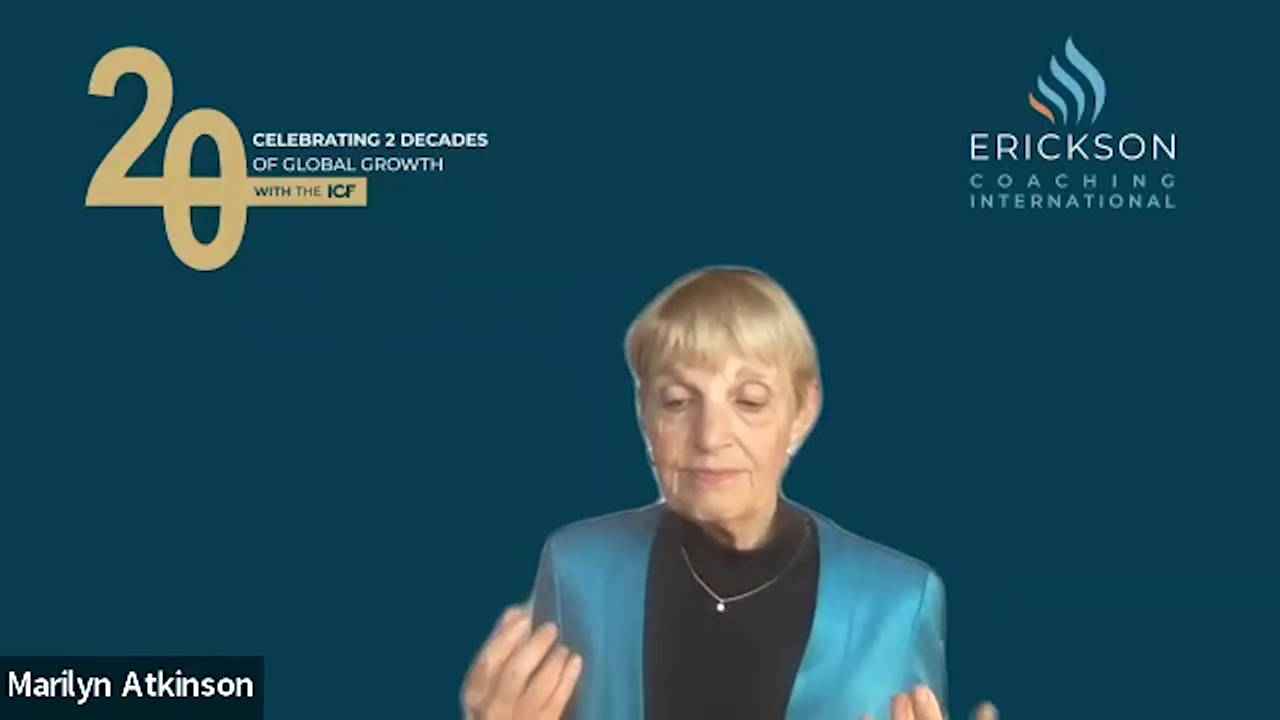 20
CELEBRATING 2 DECADES
OF GLOBAL GROWTH
WITH THE ICF
ERICKSON
COACHING
INTERNATIONAL
Marilyn Atkinson